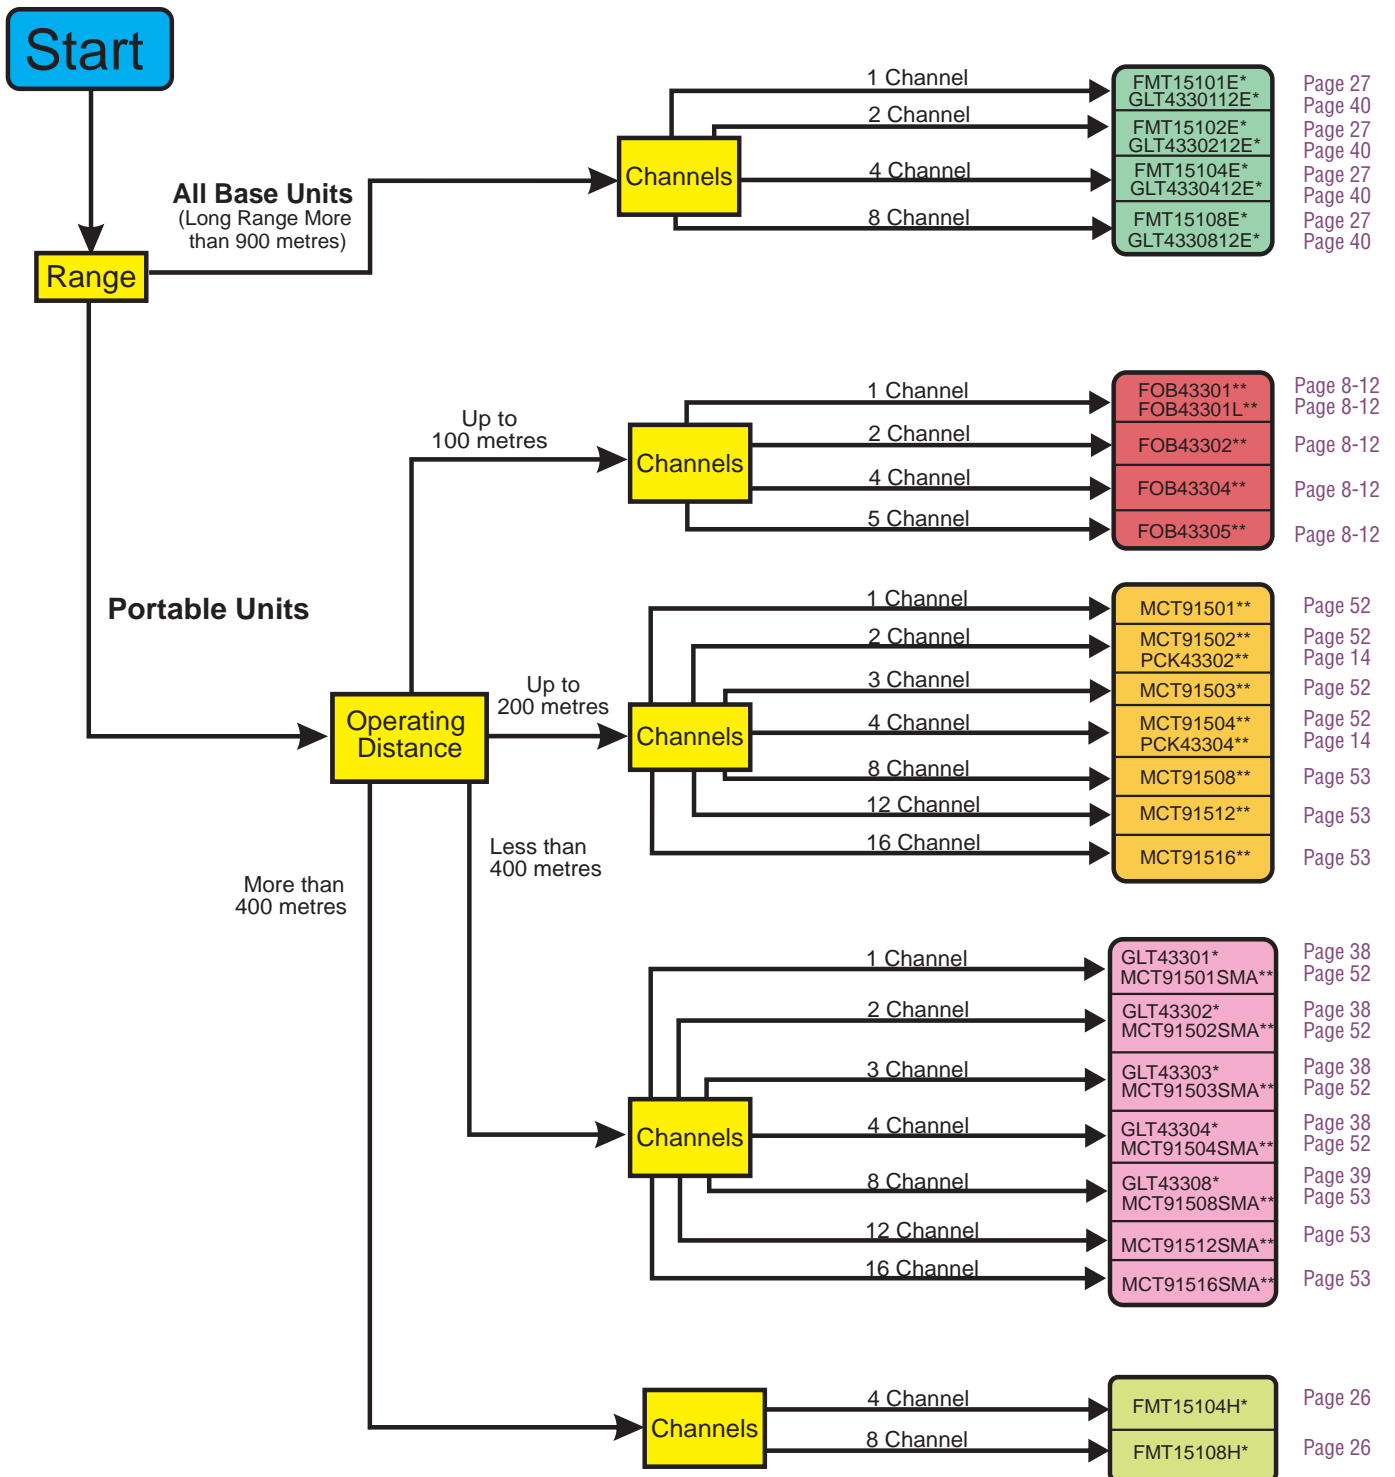 Start
Range
All Base Units
(Long Range More
than 900 metres)
Channels
1 Channel
FMT15101E*
GLT4330112E*
Page 27
Page 40
2 Channel
FMT15102E*
GLT4330212E*
Page 27
Page 40
4 Channel
FMT15104E*
GLT4330412E*
Page 27
Page 40
8 Channel
FMT15108E*
GLT4330812E*
Page 27
Page 40
Portable Units
Operating
Distance
Up to
100 metres
Channels
1 Channel
FOB43301**
FOB43301L**
Page 8-12
Page 8-12
2 Channel
FOB43302**
Page 8-12
4 Channel
FOB43304**
Page 8-12
5 Channel
FOB43305**
Page 8-12
Up to
200 metres
Channels
1 Channel
MCT91501**
Page 52
2 Channel
MCT91502**
PCK43302**
Page 52
Page 14
3 Channel
MCT91503**
Page 52
4 Channel
MCT91504**
PCK43304**
Page 52
Page 14
8 Channel
MCT91508**
Page 53
12 Channel
MCT91512**
Page 53
16 Channel
MCT91516**
Page 53
Less than
400 metres
Channels
1 Channel
GLT43301*
MCT91501SMA**
Page 38
Page 52
2 Channel
GLT43302*
MCT91502SMA**
Page 38
Page 52
3 Channel
GLT43303*
MCT91503SMA**
Page 38
Page 52
4 Channel
GLT43304*
MCT91504SMA**
Page 38
Page 52
8 Channel
GLT43308*
MCT91508SMA**
Page 39
Page 53
12 Channel
MCT91512SMA**
Page 53
16 Channel
MCT91516SMA**
Page 53
More than
400 metres
Channels
4 Channel
FMT15104H*
Page 26
8 Channel
FMT15108H*
Page 26